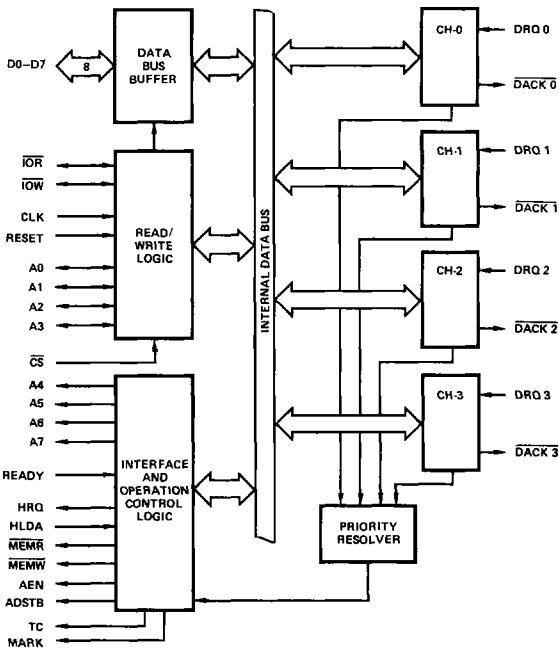 D0–D7
8
DATA
BUS
BUFFER
IOR
IOW
CLK
RESET
A0
A1
A2
A3
CS
READ/
WRITE
LOGIC
A4
A5
A6
A7
READY
HRQ
HLDA
MEMR
MEMW
AEN
ADSTB
TC
MARK
INTERFACE
AND
OPERATION
CONTROL
LOGIC
INTERNAL DATA BUS
CH-0
DRQ 0
DACK 0
CH-1
DRQ 1
DACK 1
CH-2
DRQ 2
DACK 2
CH-3
DRQ 3
DACK 3
PRIORITY
RESOLVER